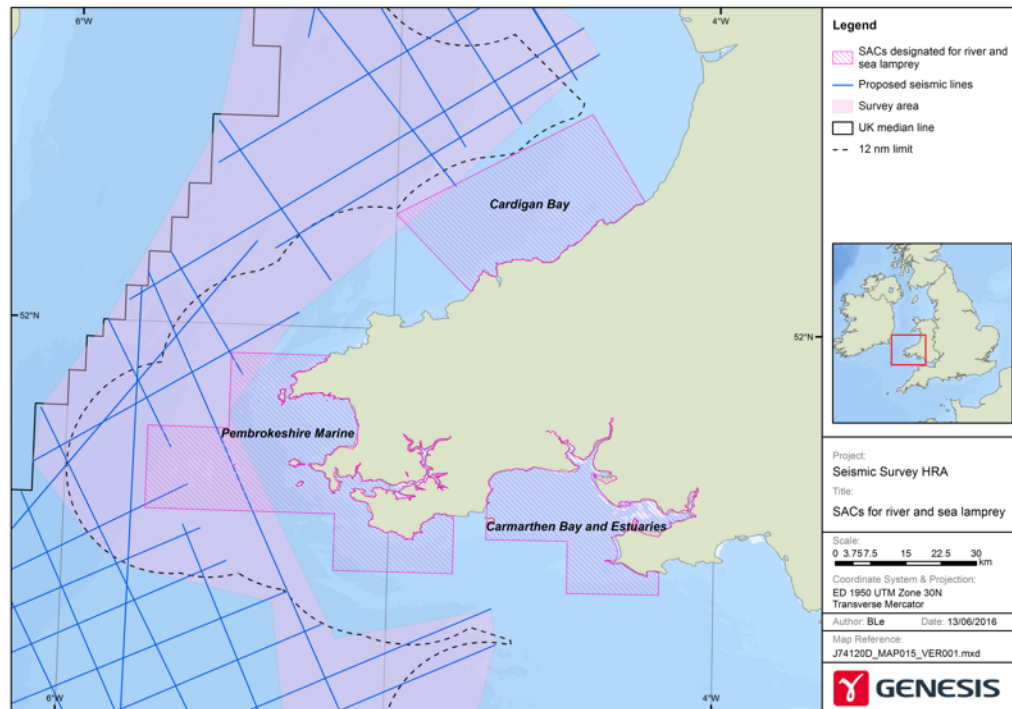 6°W
4°W
Cardigan Bay
52°N
52°N
Pembrokeshire Marine
Carmarthen Bay and Estuaries
6°W
4°W
Legend
SACs designated for river and
sea lamprey
Proposed seismic lines
Survey area
UK median line
12 nm limit
Project:
Seismic Survey HRA
Title:
SACs for river and sea lamprey
Scale:
0 3.757.5 15 22.5 30
km
Coordinate System & Projection:
ED 1950 UTM Zone 30N
Transverse Mercator
Author: BLe Date: 13/06/2016
Map Reference:
J74120D_MAP015_VER001.mxd
GENESIS